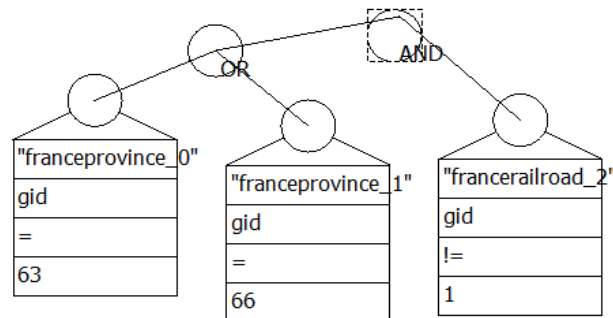 OR
AND
"franceprovince_0"
gid
=
63
"franceprovince_1"
gid
=
66
"francerailroad_2"
gid
!=
1